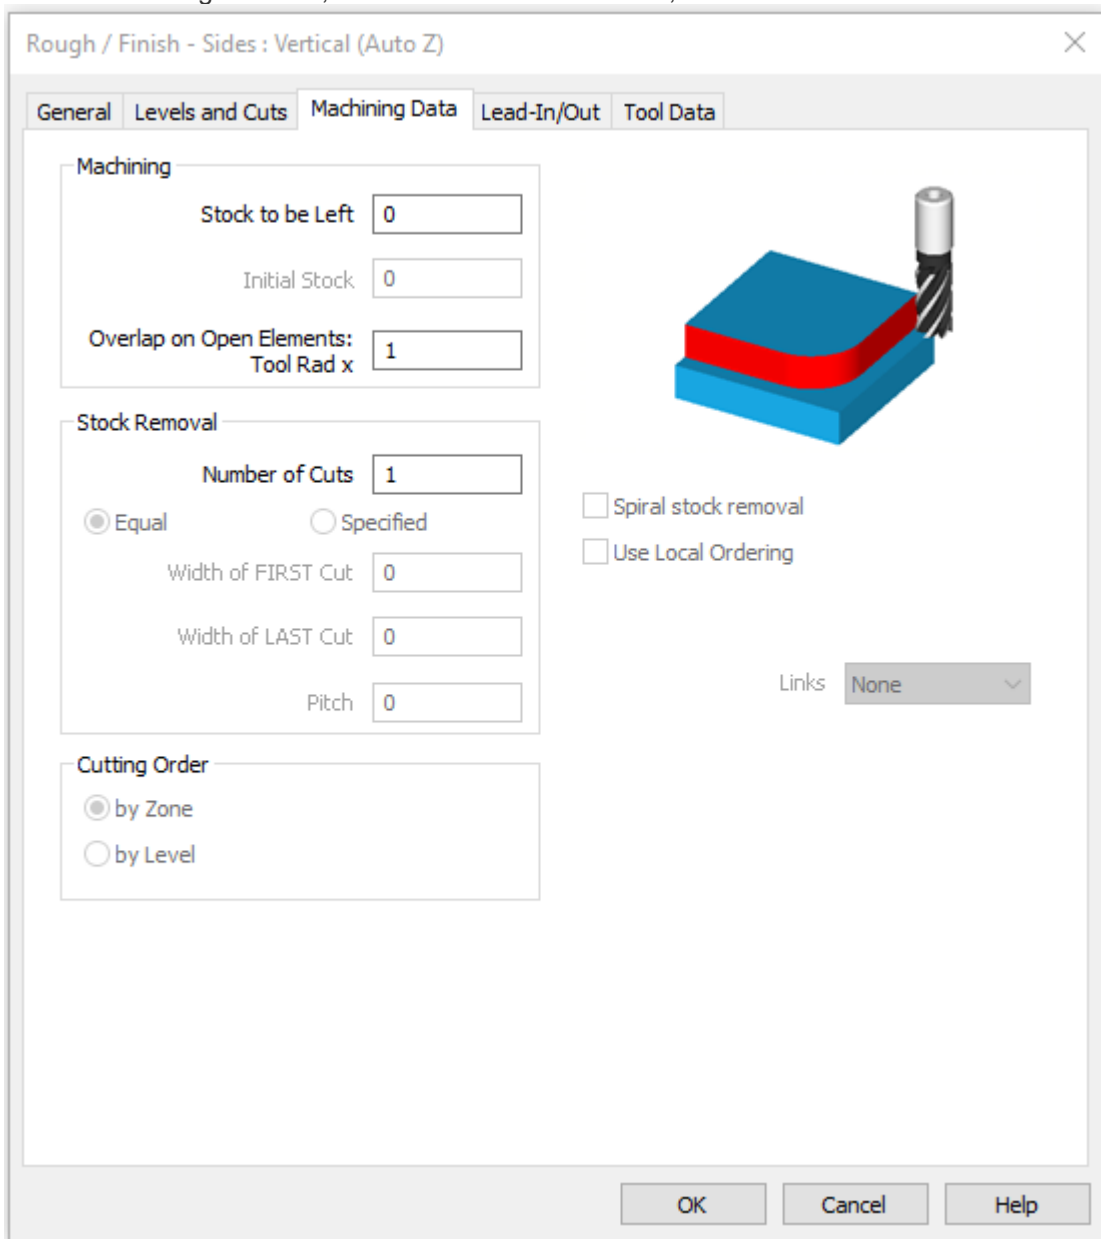 Rough / Finish - Sides : Vertical (Auto Z)
General Levels and Cuts Machining Data Lead-In/Out Tool Data
Machining
Stock to be Left 0
Initial Stock 0
Overlap on Open Elements:
Tool Rad x 1
Stock Removal
Number of Cuts 1
Equal Specified
Width of FIRST Cut 0
Width of LAST Cut 0
Pitch 0
Spiral stock removal
Use Local Ordering
Links None
Cutting Order
by Zone
by Level
OK Cancel Help